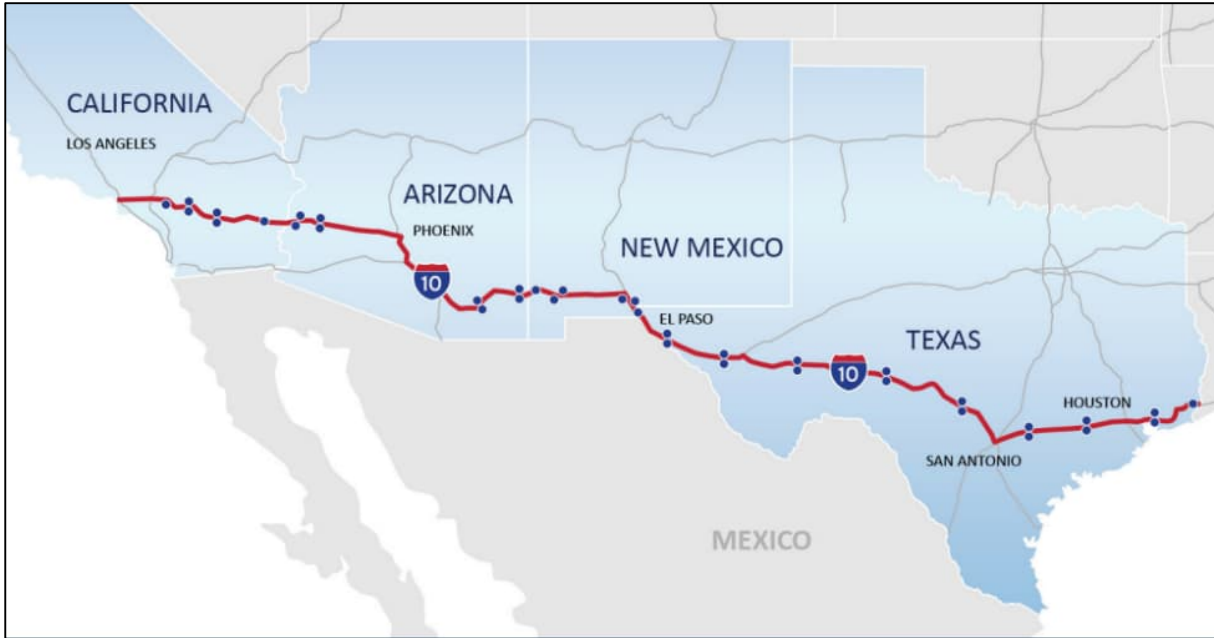 CALIFORNIA
LOS ANGELES
ARIZONA
PHOENIX
NEW MEXICO
10
EL PASO
TEXAS
10
HOUSTON
SAN ANTONIO
MEXICO